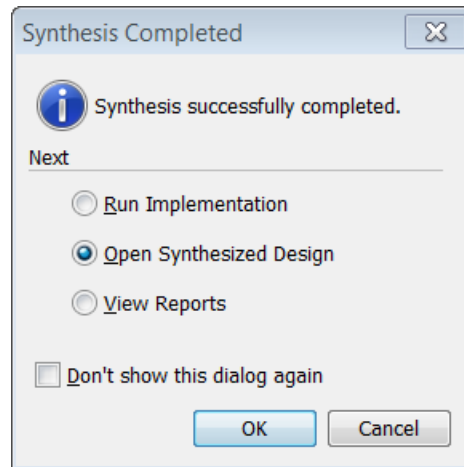 Synthesis Completed
Synthesis successfully completed.
Next
Run Implementation
Open Synthesized Design
View Reports
Don't show this dialog again
OK
Cancel